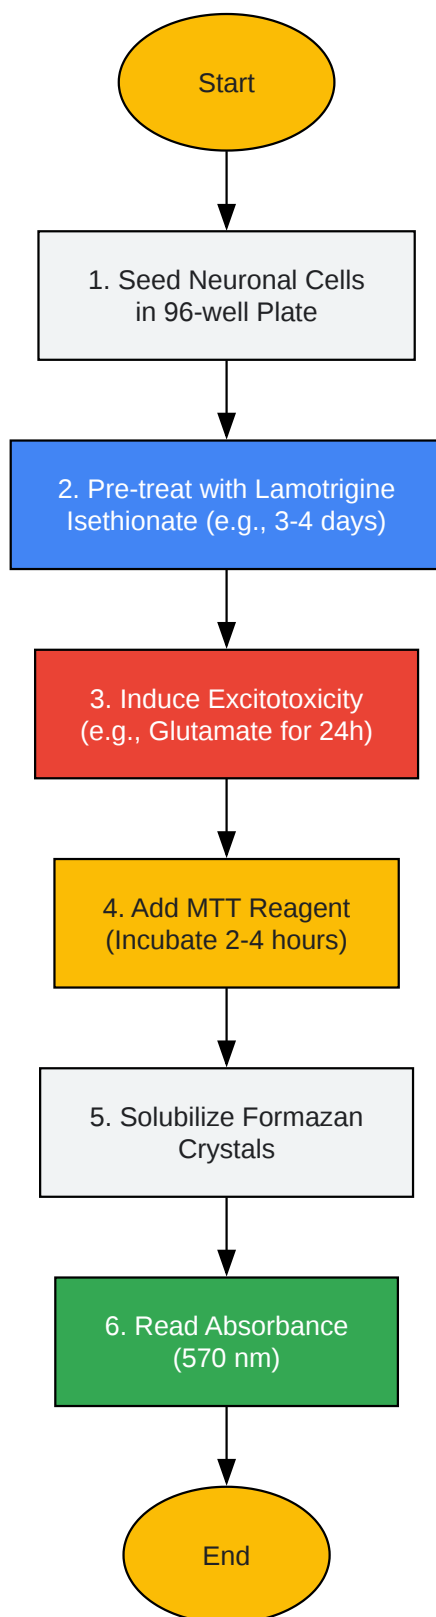 Start
1. Seed Neuronal Cells
in 96-well Plate
2. Pre-treat with Lamotrigine
Isethionate (e.g., 3-4 days)
3. Induce Excitotoxicity
(e.g., Glutamate for 24h)
4. Add MTT Reagent
(Incubate 2-4 hours)
5. Solubilize Formazan
Crystals
6. Read Absorbance
(570 nm)
End